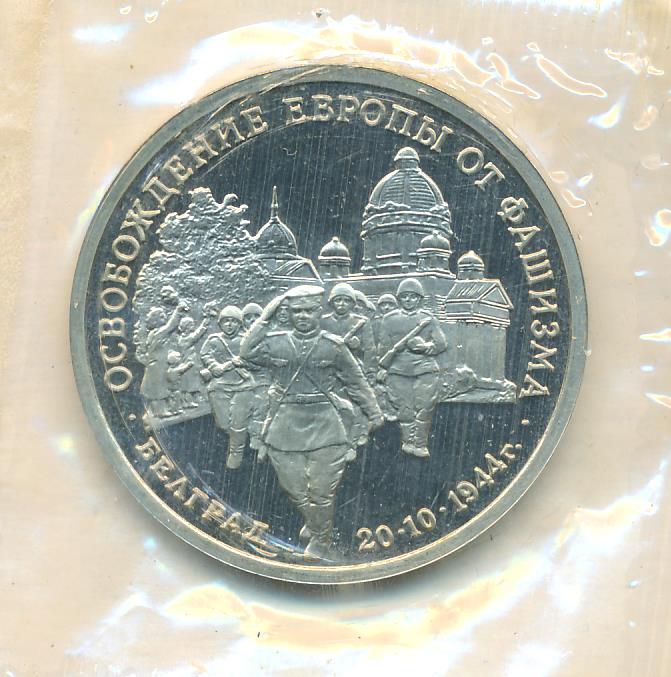 · ОСВОБОЖДЕНИЕ ЕВРОПЫ ОТ ФАШИЗМА ·
БЕЛГРАД 20·10·1944г.